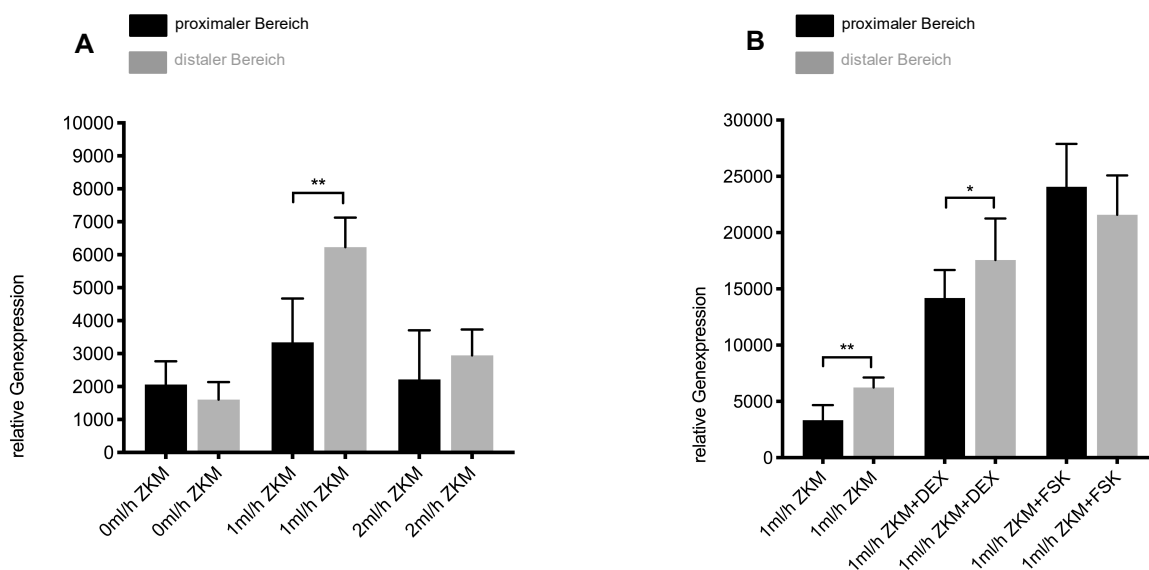 A
proximaler Bereich
distaler Bereich
relative Genexpression
10000
9000
8000
7000
6000
5000
4000
3000
2000
1000
0
**
0ml/h ZKM
0ml/h ZKM
1ml/h ZKM
1ml/h ZKM
2ml/h ZKM
2ml/h ZKM
B
proximaler Bereich
distaler Bereich
relative Genexpression
30000
25000
20000
15000
10000
5000
0
**
*
1ml/h ZKM
1ml/h ZKM
1ml/h ZKM+DEX
1ml/h ZKM+DEX
1ml/h ZKM+FSK
1ml/h ZKM+FSK